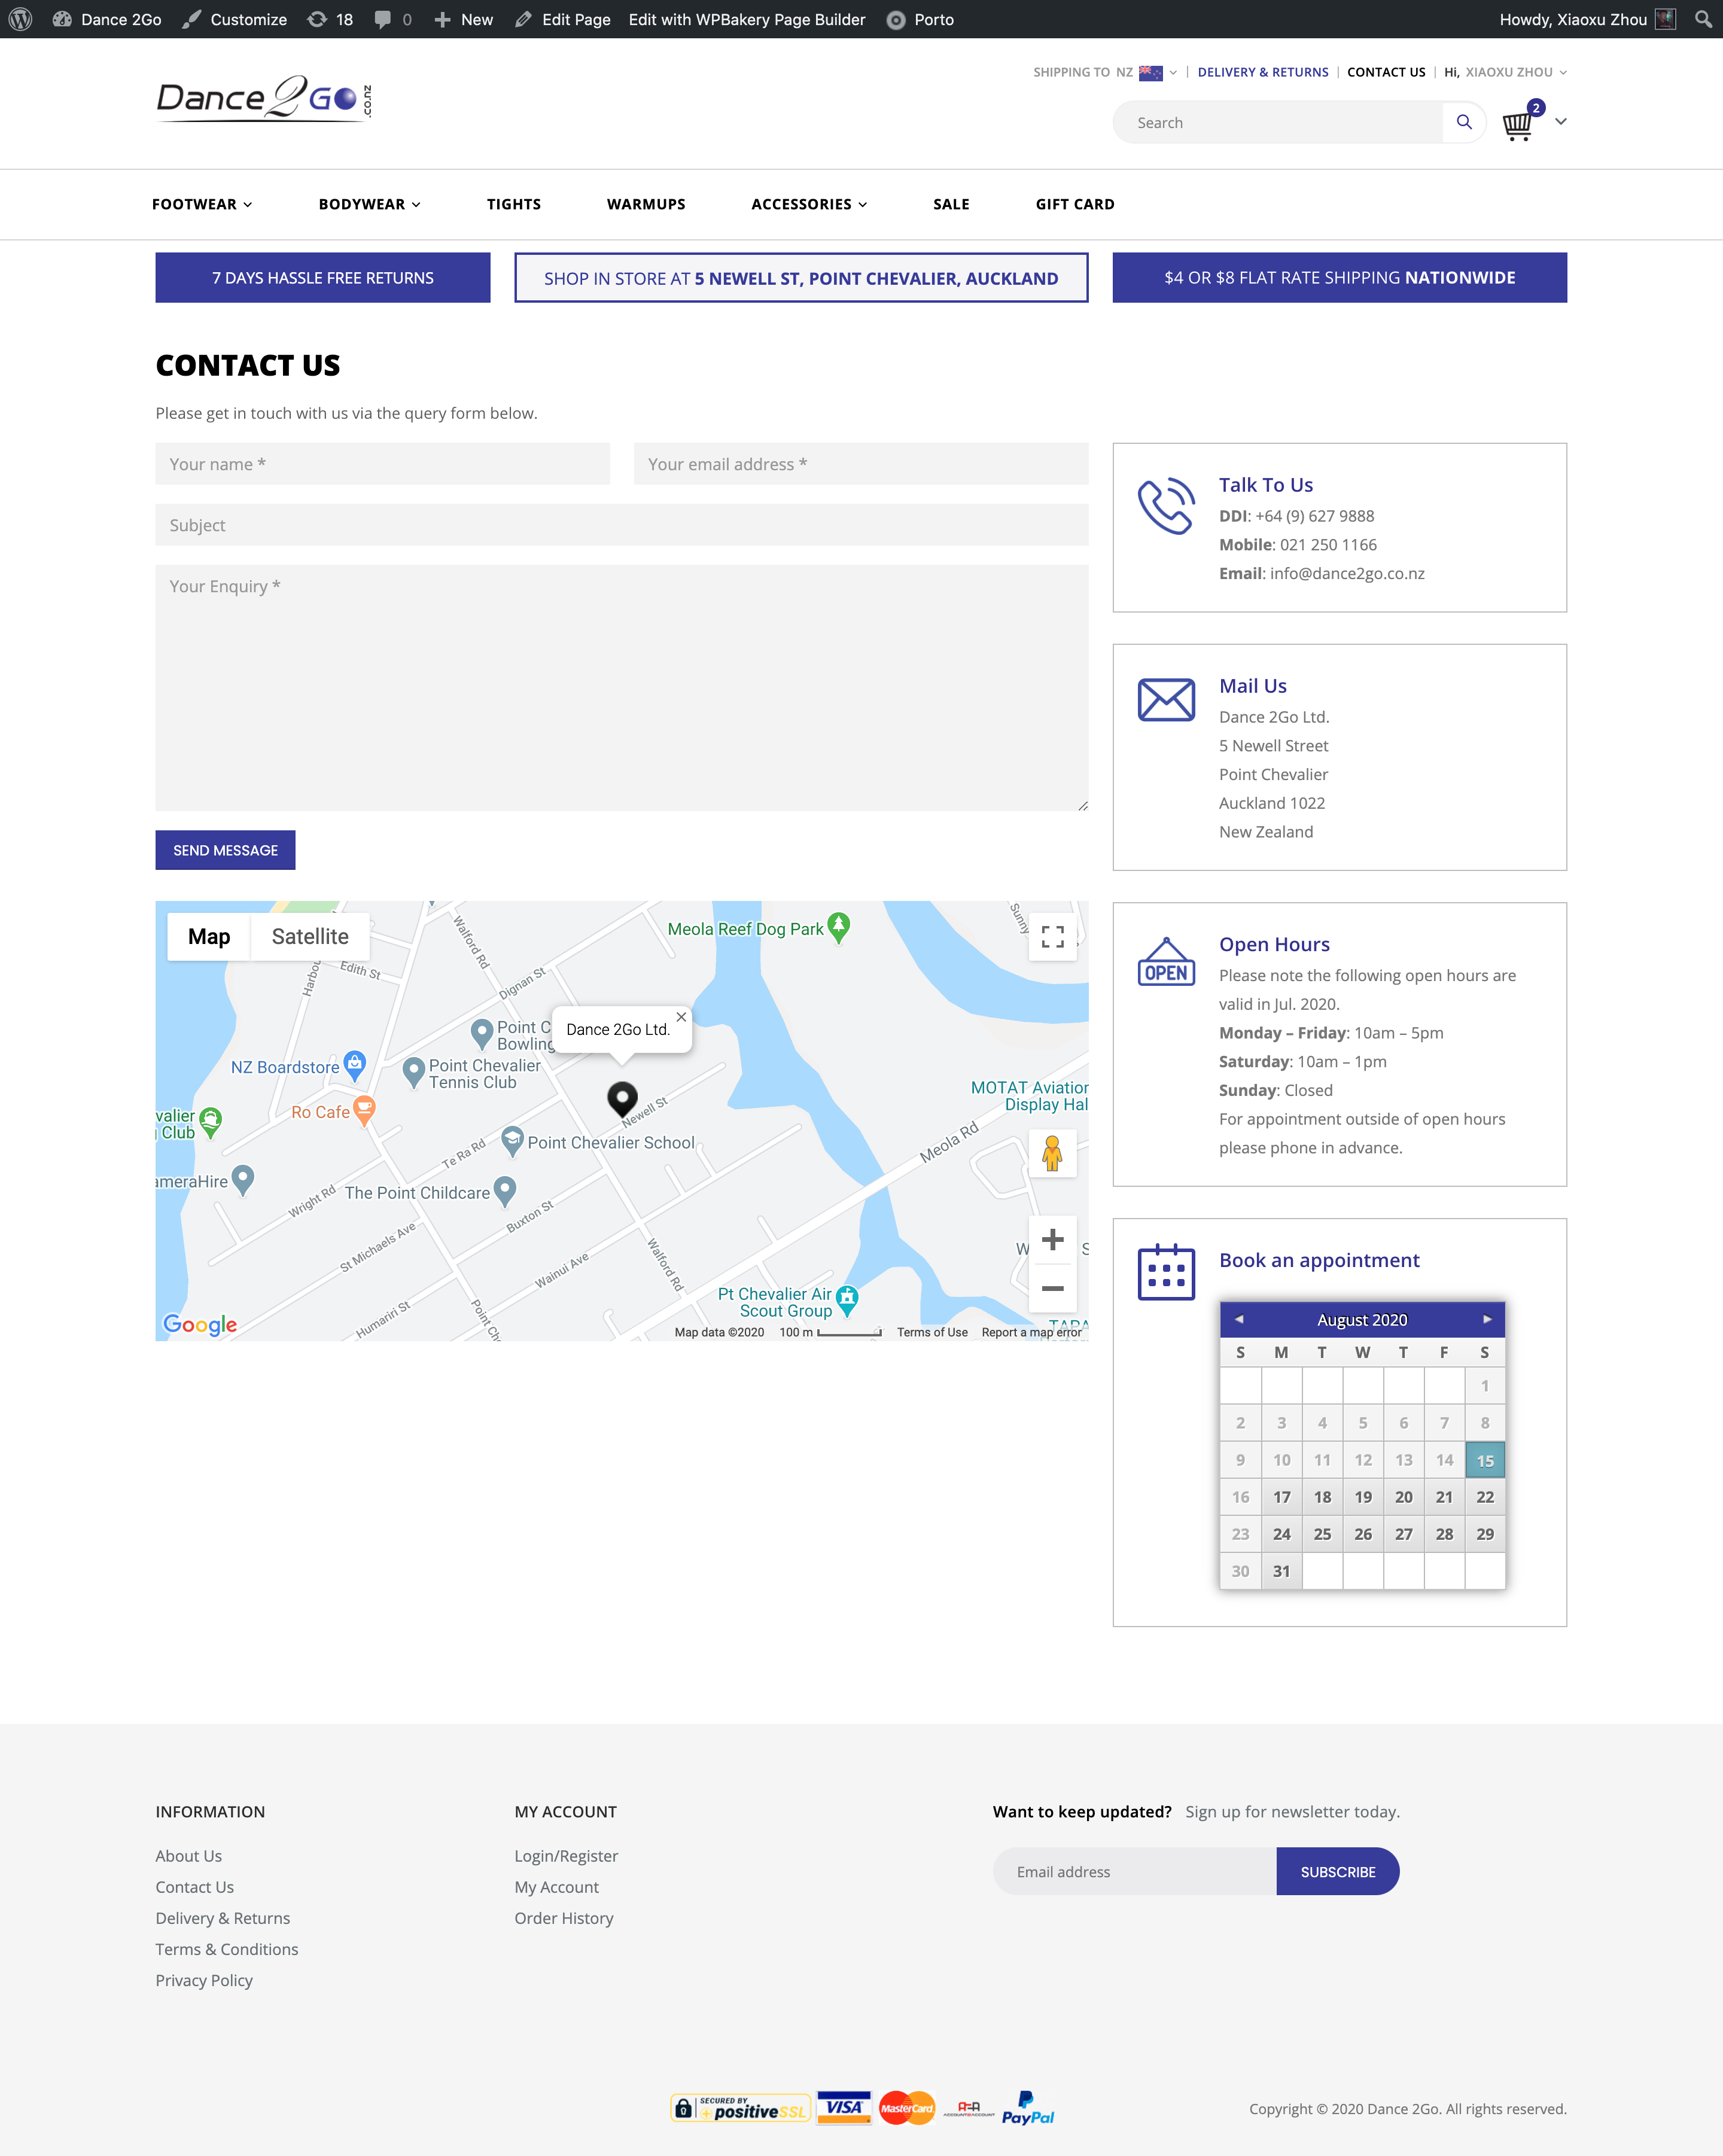 Dance 2Go Customize 18 0 New Edit Page Edit with WPBakery Page Builder Porto Howdy, Xiaoxu Zhou
Dance2Go.co.nz
SHIPPING TO NZ | DELIVERY & RETURNS | CONTACT US | Hi, XIAOXU ZHOU
Search
2
FOOTWEAR BODYWEAR TIGHTS WARMUPS ACCESSORIES SALE GIFT CARD
7 DAYS HASSLE FREE RETURNS
SHOP IN STORE AT 5 NEWELL ST, POINT CHEVALIER, AUCKLAND
$4 OR $8 FLAT RATE SHIPPING NATIONWIDE
CONTACT US
Please get in touch with us via the query form below.
Your name *
Your email address *
Subject
Your Enquiry *
SEND MESSAGE
Talk To Us
DDI: +64 (9) 627 9888
Mobile: 021 250 1166
Email: info@dance2go.co.nz
Mail Us
Dance 2Go Ltd.
5 Newell Street
Point Chevalier
Auckland 1022
New Zealand
Map Satellite
Walford Rd
Meola Reef Dog Park
Sunny
Harbou
Edith St
Dignan St
Point C
Bowling
Dance 2Go Ltd.
NZ Boardstore
Point Chevalier
Tennis Club
Ro Cafe
MOTAT Aviation
Display Hal
valier
Club
Newell St
Point Chevalier School
Meola Rd
Te Ra Rd
ameraHire
The Point Childcare
Wright Rd
Buxton St
St Michaels Ave
Walford Rd
W
S
Wainui Ave
Pt Chevalier Air
Scout Group
Humariri St
Point Ch
TAPA
Google
Map data ©2020 100 m Terms of Use Report a map error
Open Hours
Please note the following open hours are
valid in Jul. 2020.
Monday – Friday: 10am – 5pm
Saturday: 10am – 1pm
Sunday: Closed
For appointment outside of open hours
please phone in advance.
OPEN
Book an appointment
August 2020
S M T W T F S
1
2 3 4 5 6 7 8
9 10 11 12 13 14 15
16 17 18 19 20 21 22
23 24 25 26 27 28 29
30 31
INFORMATION
About Us
Contact Us
Delivery & Returns
Terms & Conditions
Privacy Policy
MY ACCOUNT
Login/Register
My Account
Order History
Want to keep updated? Sign up for newsletter today.
Email address
SUBSCRIBE
SECURED BY
positiveSSL
VISA
MasterCard
PayPal
Copyright © 2020 Dance 2Go. All rights reserved.